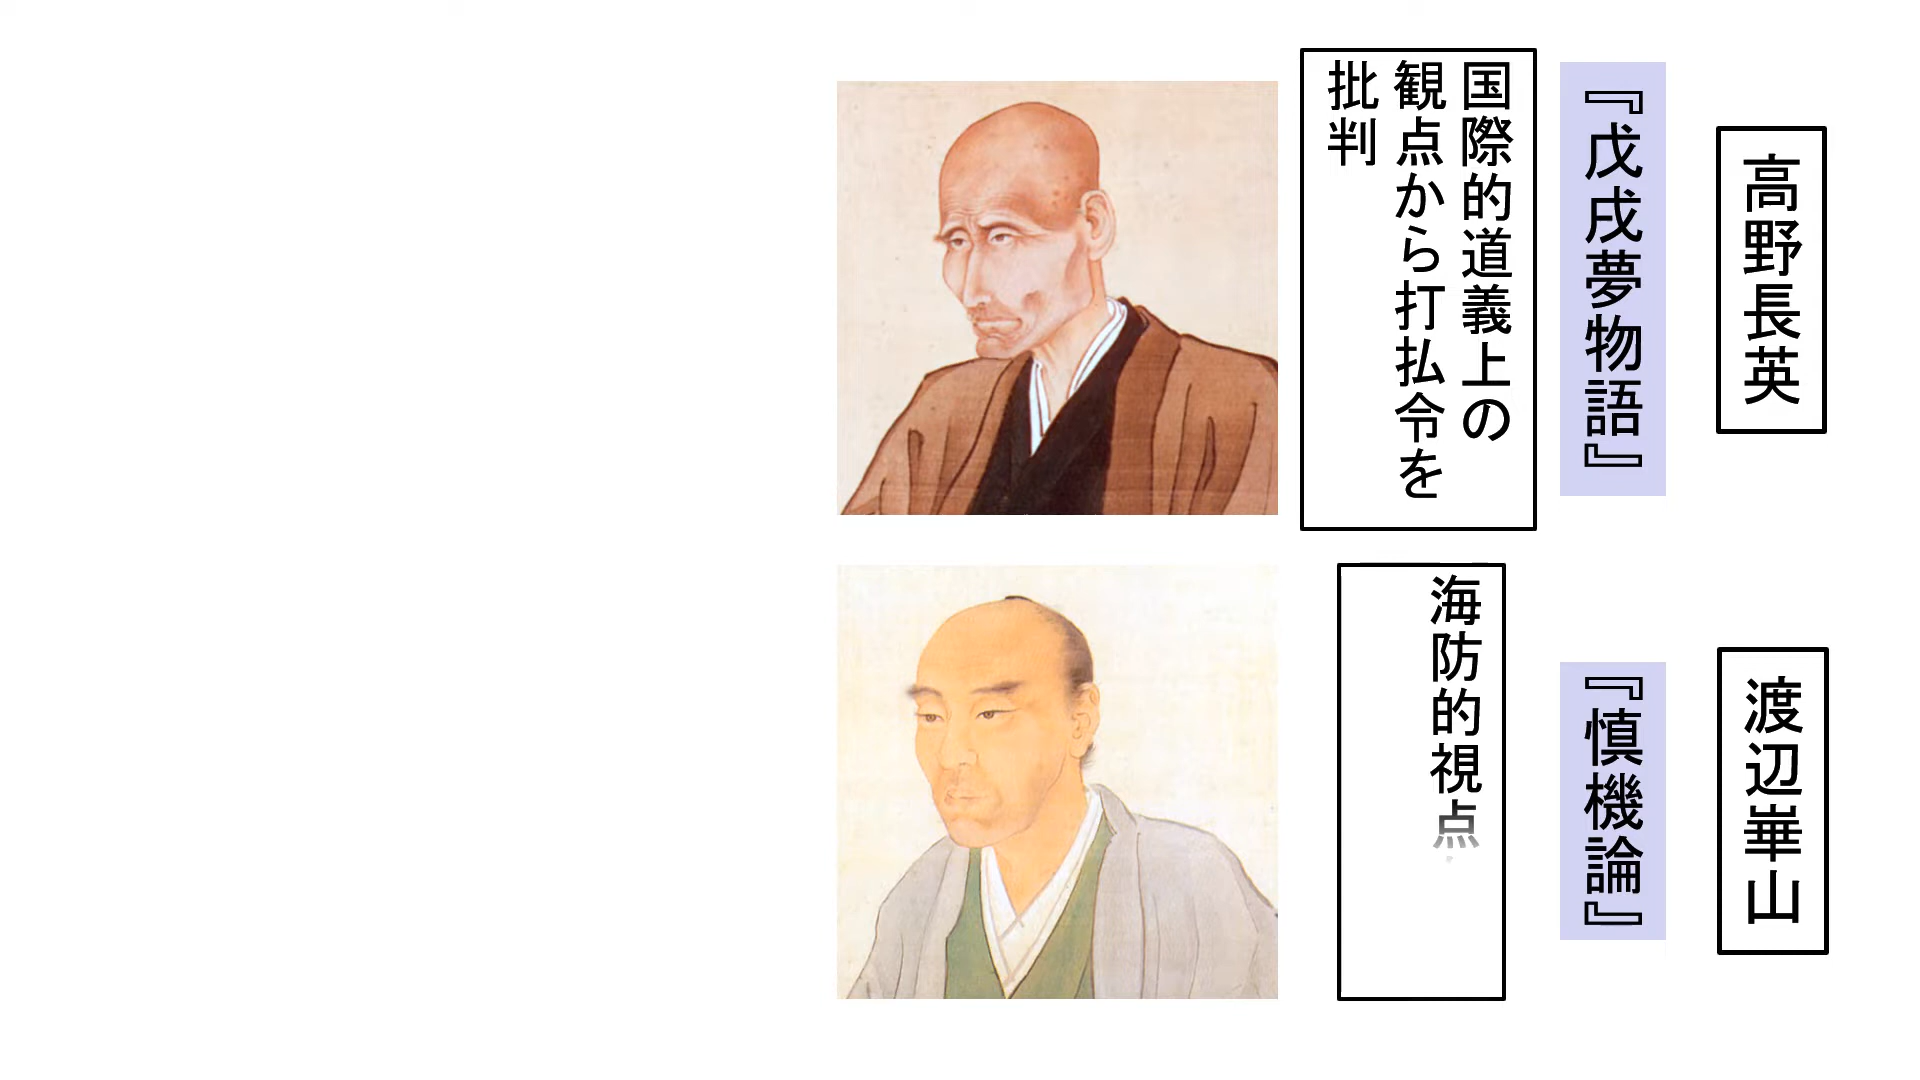 高野長英
『戊戌夢物語』
国際的道義上の
観点から打払令を
批判
渡辺崋山
『慎機論』
海防的視点